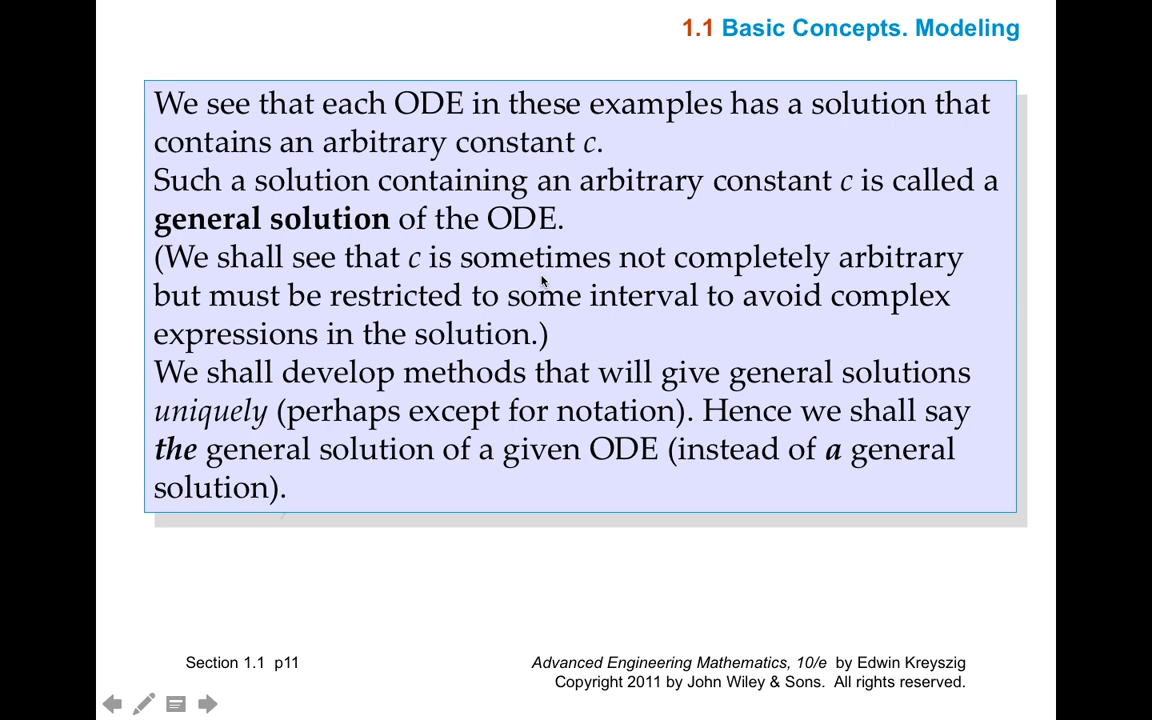 1.1 Basic Concepts. Modeling
We see that each ODE in these examples has a solution that
contains an arbitrary constant c.
Such a solution containing an arbitrary constant c is called a
general solution of the ODE.
(We shall see that c is sometimes not completely arbitrary
but must be restricted to some interval to avoid complex
expressions in the solution.)
We shall develop methods that will give general solutions
uniquely (perhaps except for notation). Hence we shall say
the general solution of a given ODE (instead of a general
solution).
Section 1.1 p11
Advanced Engineering Mathematics, 10/e by Edwin Kreyszig
Copyright 2011 by John Wiley & Sons. All rights reserved.